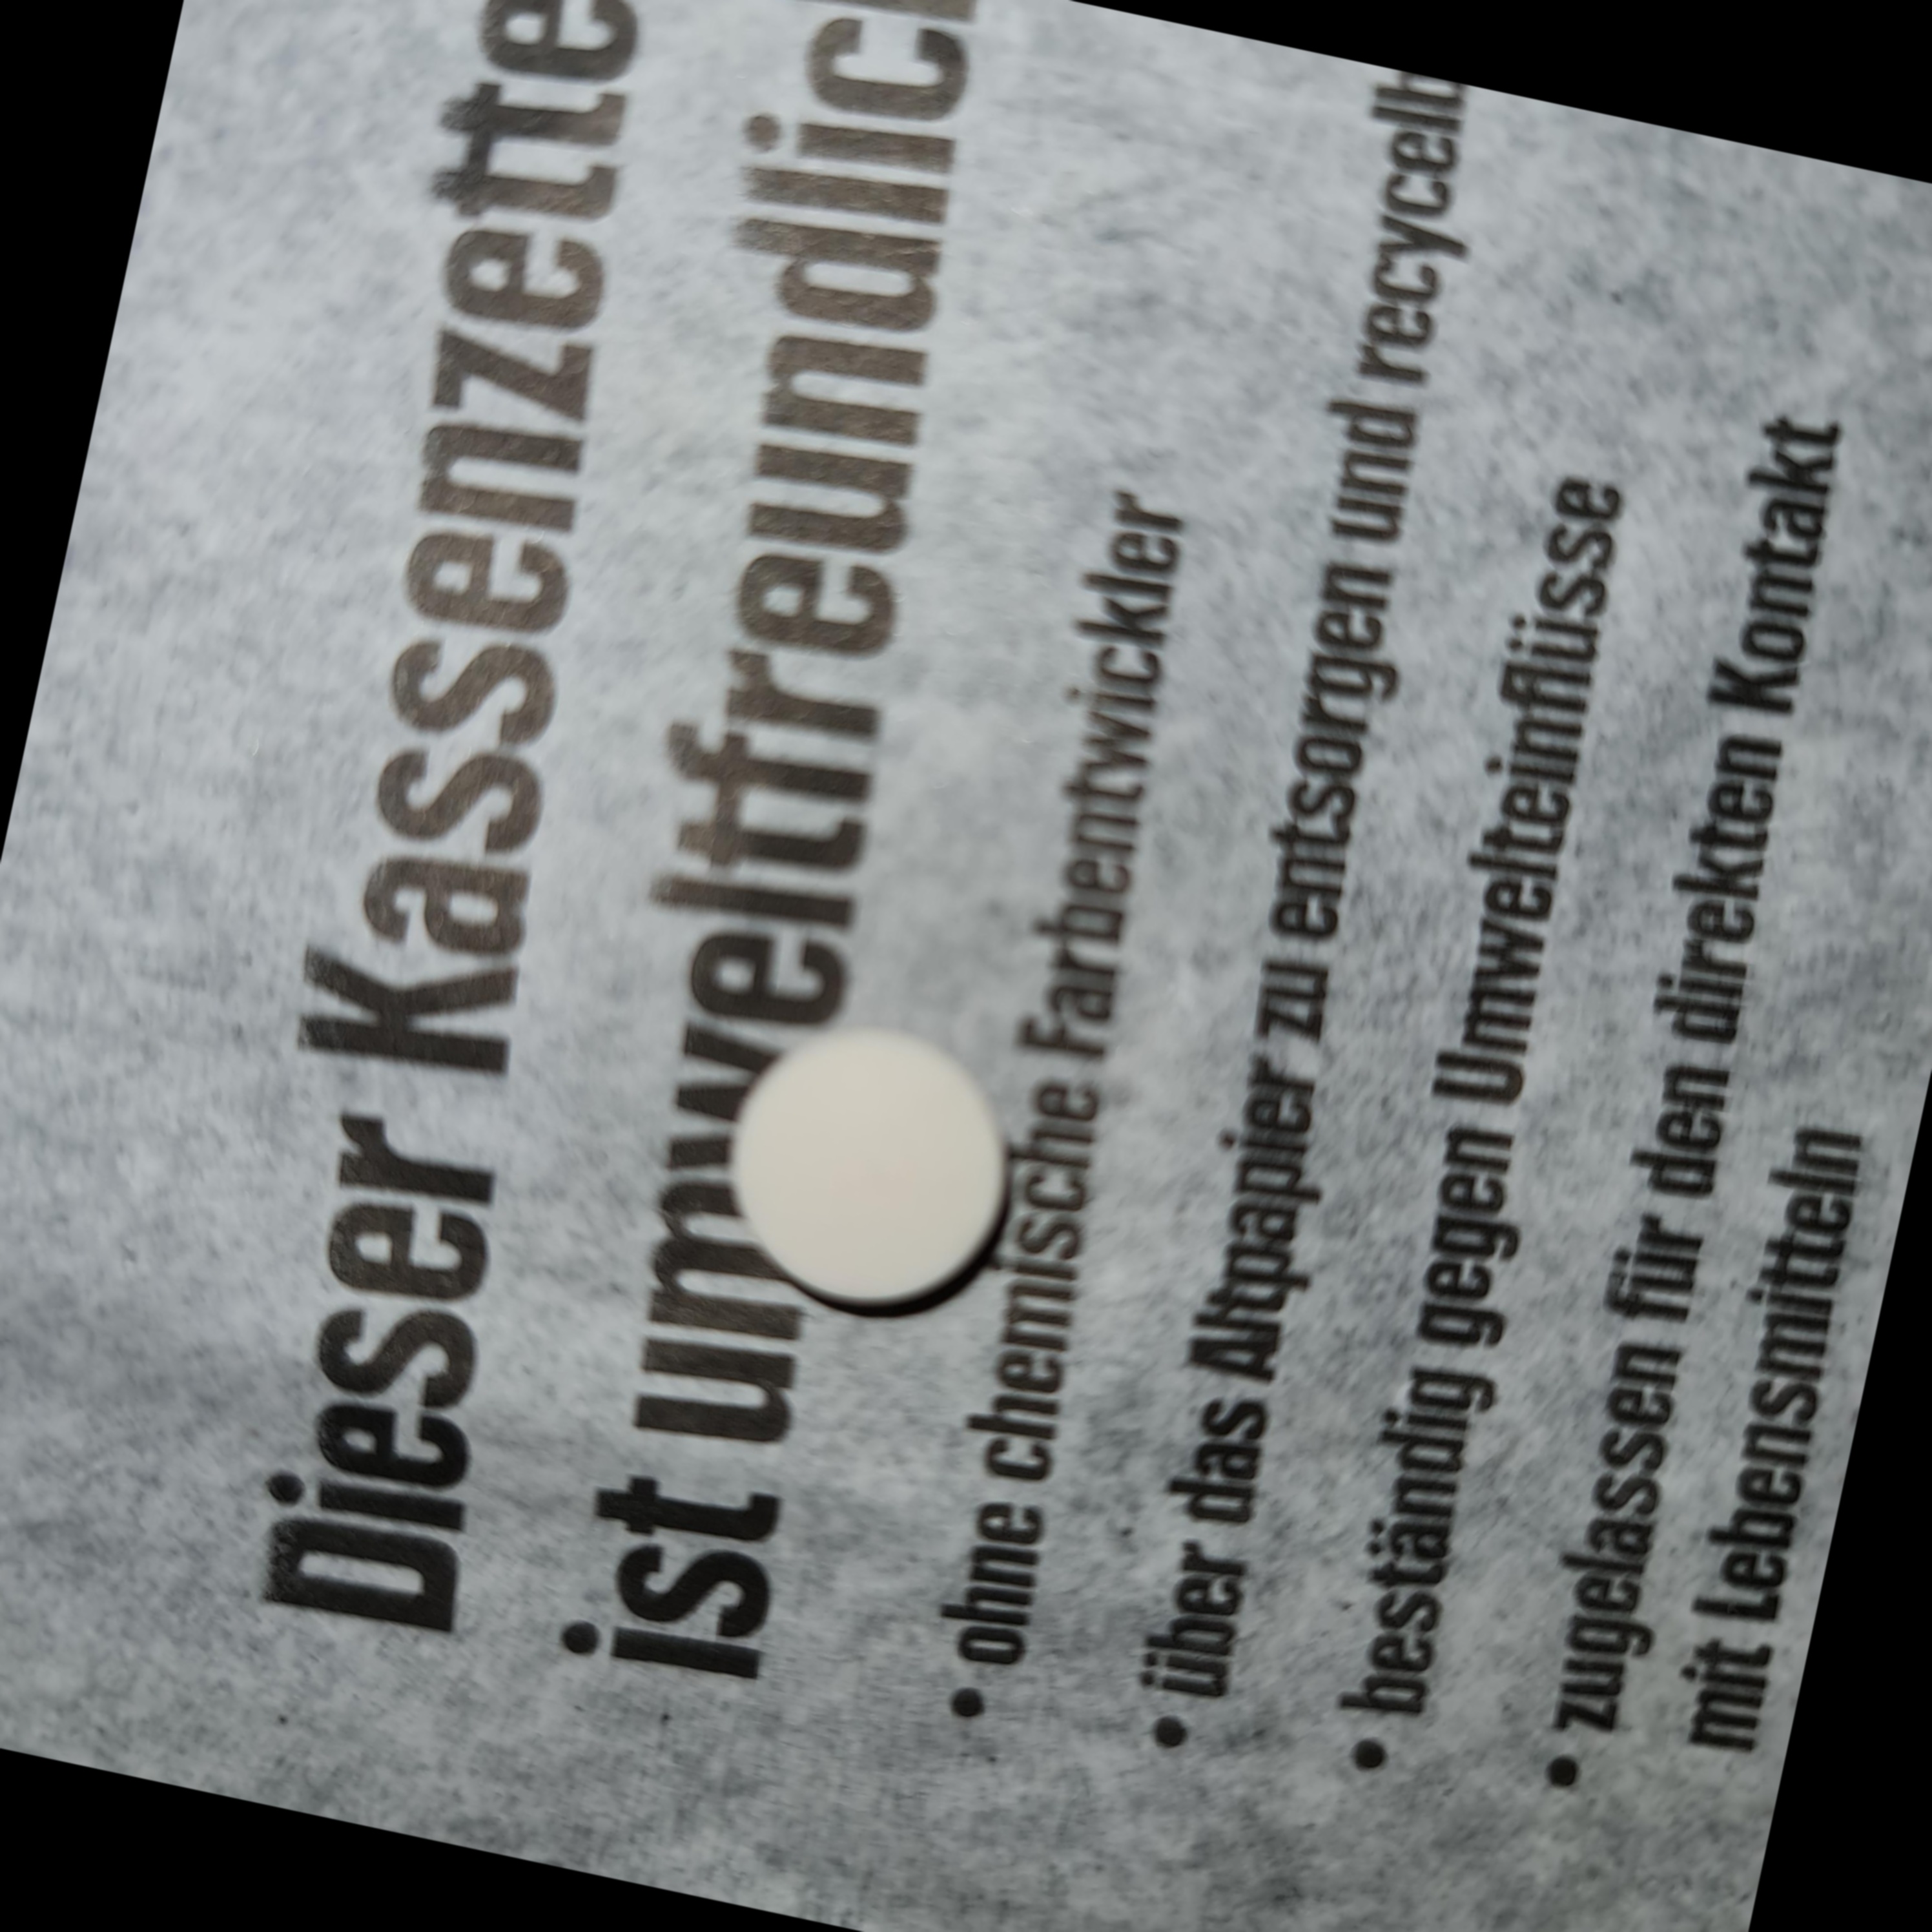 Dieser Kassenzette
ist umweltfreundlic
• ohne chemische Farbentwickler
• über das Altpapier zu entsorgen und recycelb
• beständig gegen Umwelteinflüsse
• zugelassen für den direkten Kontakt
mit Lebensmitteln